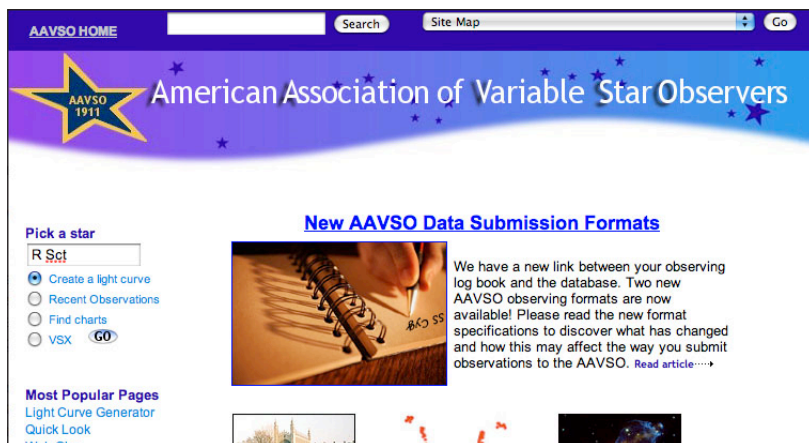 AAVSO HOME
Search
Site Map
Go
AAVSO
1911
American Association of Variable Star Observers
Pick a star
R Sct
Create a light curve
Recent Observations
Find charts
VSX GO
Most Popular Pages
Light Curve Generator
Quick Look
New AAVSO Data Submission Formats
SS Cyg
We have a new link between your observing
log book and the database. Two new
AAVSO observing formats are now
available! Please read the new format
specifications to discover what has changed
and how this may affect the way you submit
observations to the AAVSO. Read article